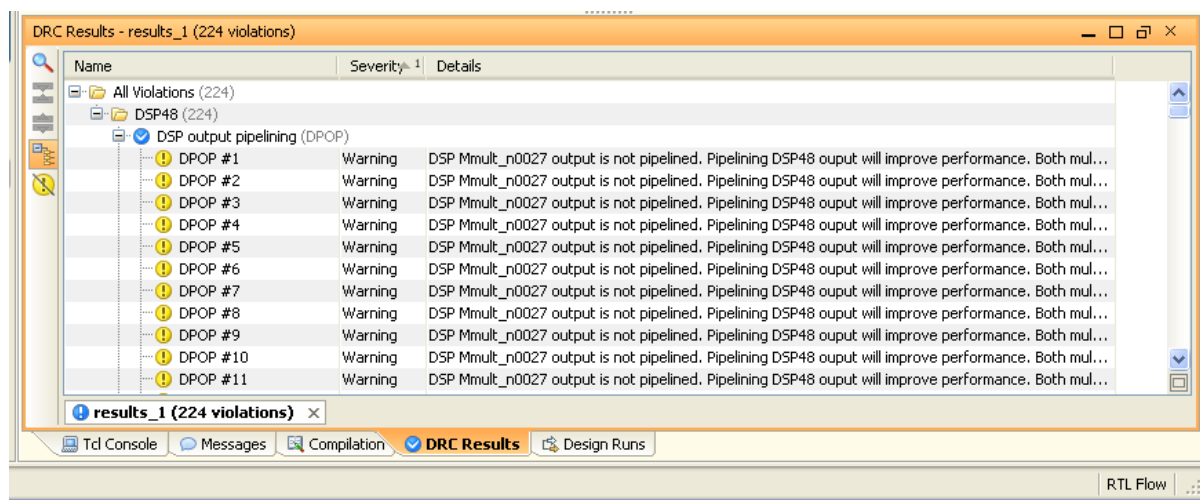 DRC Results - results_1 (224 violations)
Name Severity 1 Details
All Violations (224)
DSP48 (224)
DSP output pipelining (DPOP)
DPOP #1 Warning DSP Mmult_n0027 output is not pipelined. Pipelining DSP48 ouput will improve performance. Both mul...
DPOP #2 Warning DSP Mmult_n0027 output is not pipelined. Pipelining DSP48 ouput will improve performance. Both mul...
DPOP #3 Warning DSP Mmult_n0027 output is not pipelined. Pipelining DSP48 ouput will improve performance. Both mul...
DPOP #4 Warning DSP Mmult_n0027 output is not pipelined. Pipelining DSP48 ouput will improve performance. Both mul...
DPOP #5 Warning DSP Mmult_n0027 output is not pipelined. Pipelining DSP48 ouput will improve performance. Both mul...
DPOP #6 Warning DSP Mmult_n0027 output is not pipelined. Pipelining DSP48 ouput will improve performance. Both mul...
DPOP #7 Warning DSP Mmult_n0027 output is not pipelined. Pipelining DSP48 ouput will improve performance. Both mul...
DPOP #8 Warning DSP Mmult_n0027 output is not pipelined. Pipelining DSP48 ouput will improve performance. Both mul...
DPOP #9 Warning DSP Mmult_n0027 output is not pipelined. Pipelining DSP48 ouput will improve performance. Both mul...
DPOP #10 Warning DSP Mmult_n0027 output is not pipelined. Pipelining DSP48 ouput will improve performance. Both mul...
DPOP #11 Warning DSP Mmult_n0027 output is not pipelined. Pipelining DSP48 ouput will improve performance. Both mul...
results_1 (224 violations)
Tcl Console Messages Compilation DRC Results Design Runs
RTL Flow